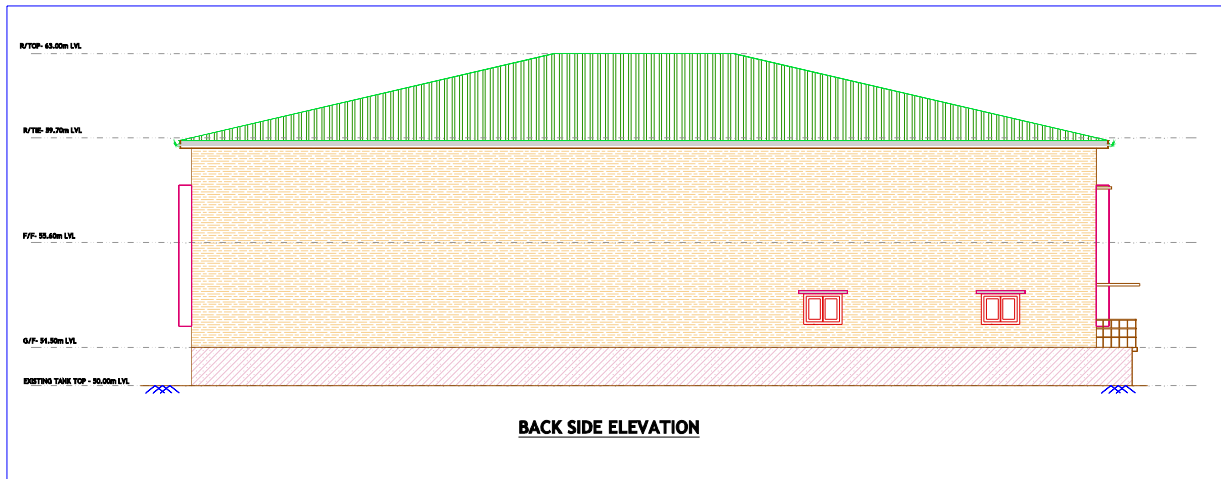 R/TOP- 63.00m LVL
R/TIE- 59.70m LVL
F/F- 55.60m LVL
G/F- 51.50m LVL
EXISTING TANK TOP - 50.00m LVL
BACK SIDE ELEVATION